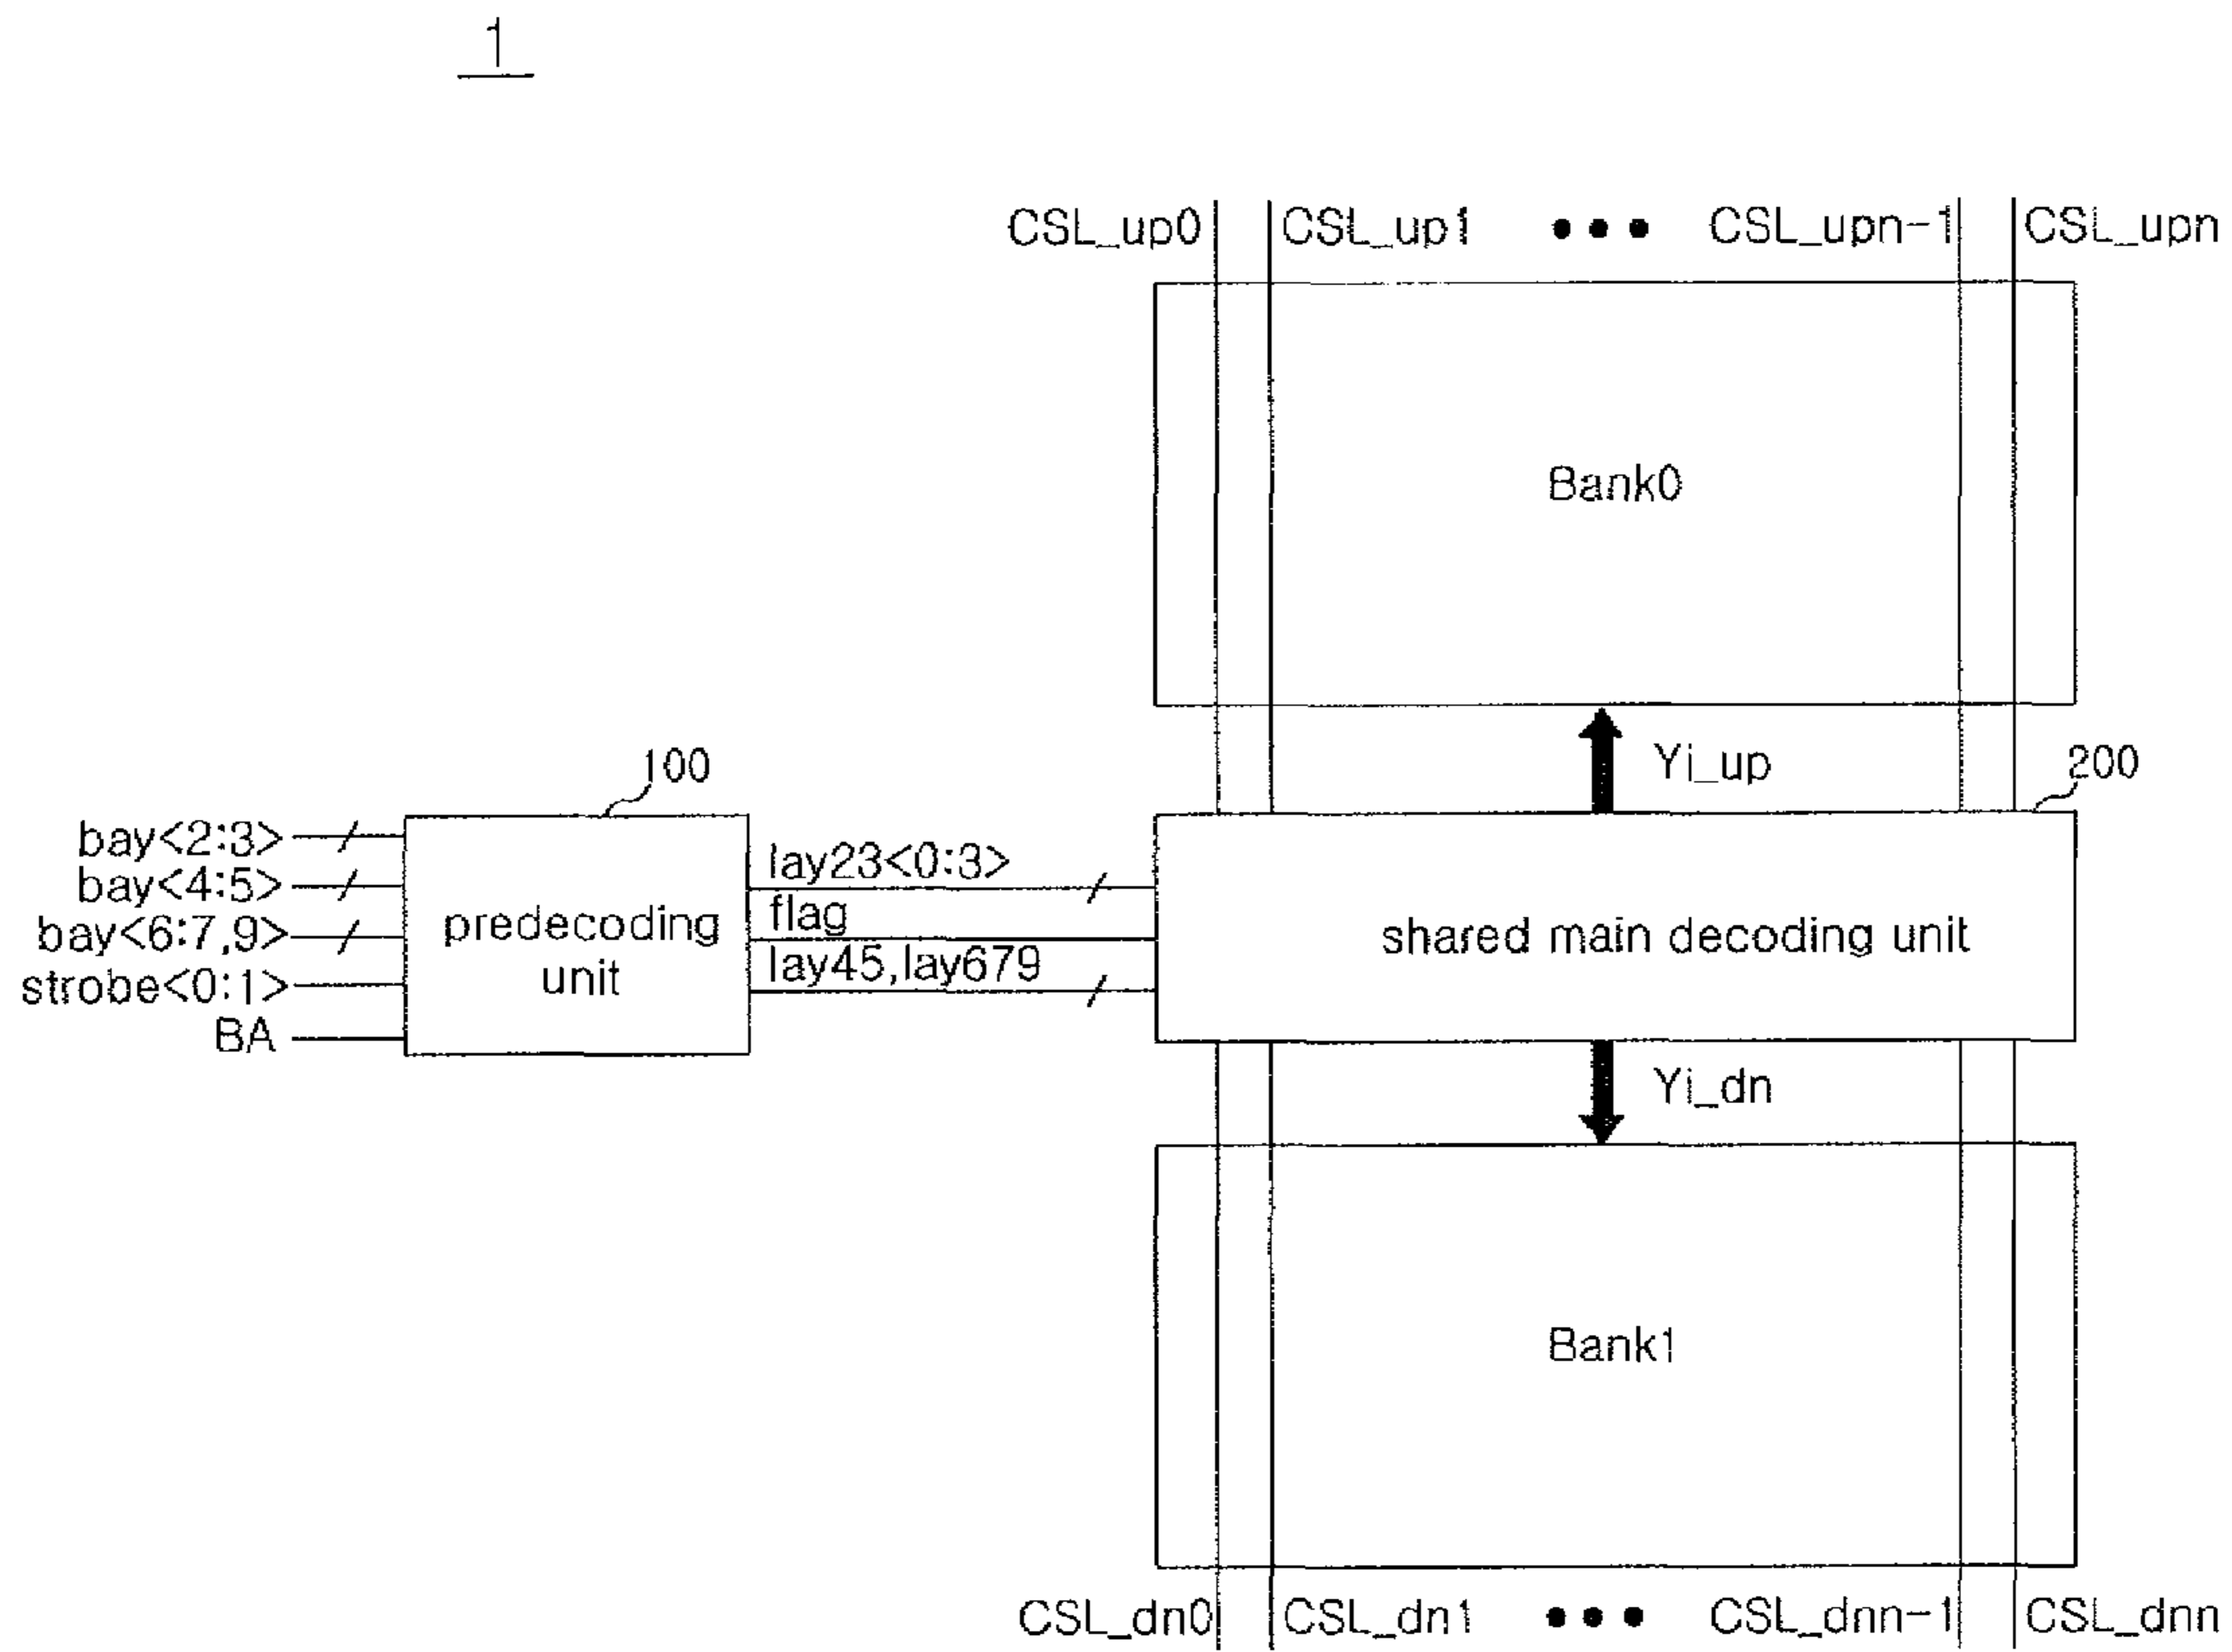 1
CSL_up0 CSL_up1 ••• CSL_upn-1 CSL_upn
Bank0
Yi_up
100
200
bay<2:3>
bay<4:5>
bay<6:7,9>
strobe<0:1>
BA
predecoding
unit
lay23<0:3>
flag
lay45,lay679
shared main decoding unit
Yi_dn
Bank1
CSL_dn0 CSL_dn1 ••• CSL_dnn-1 CSL_dnn